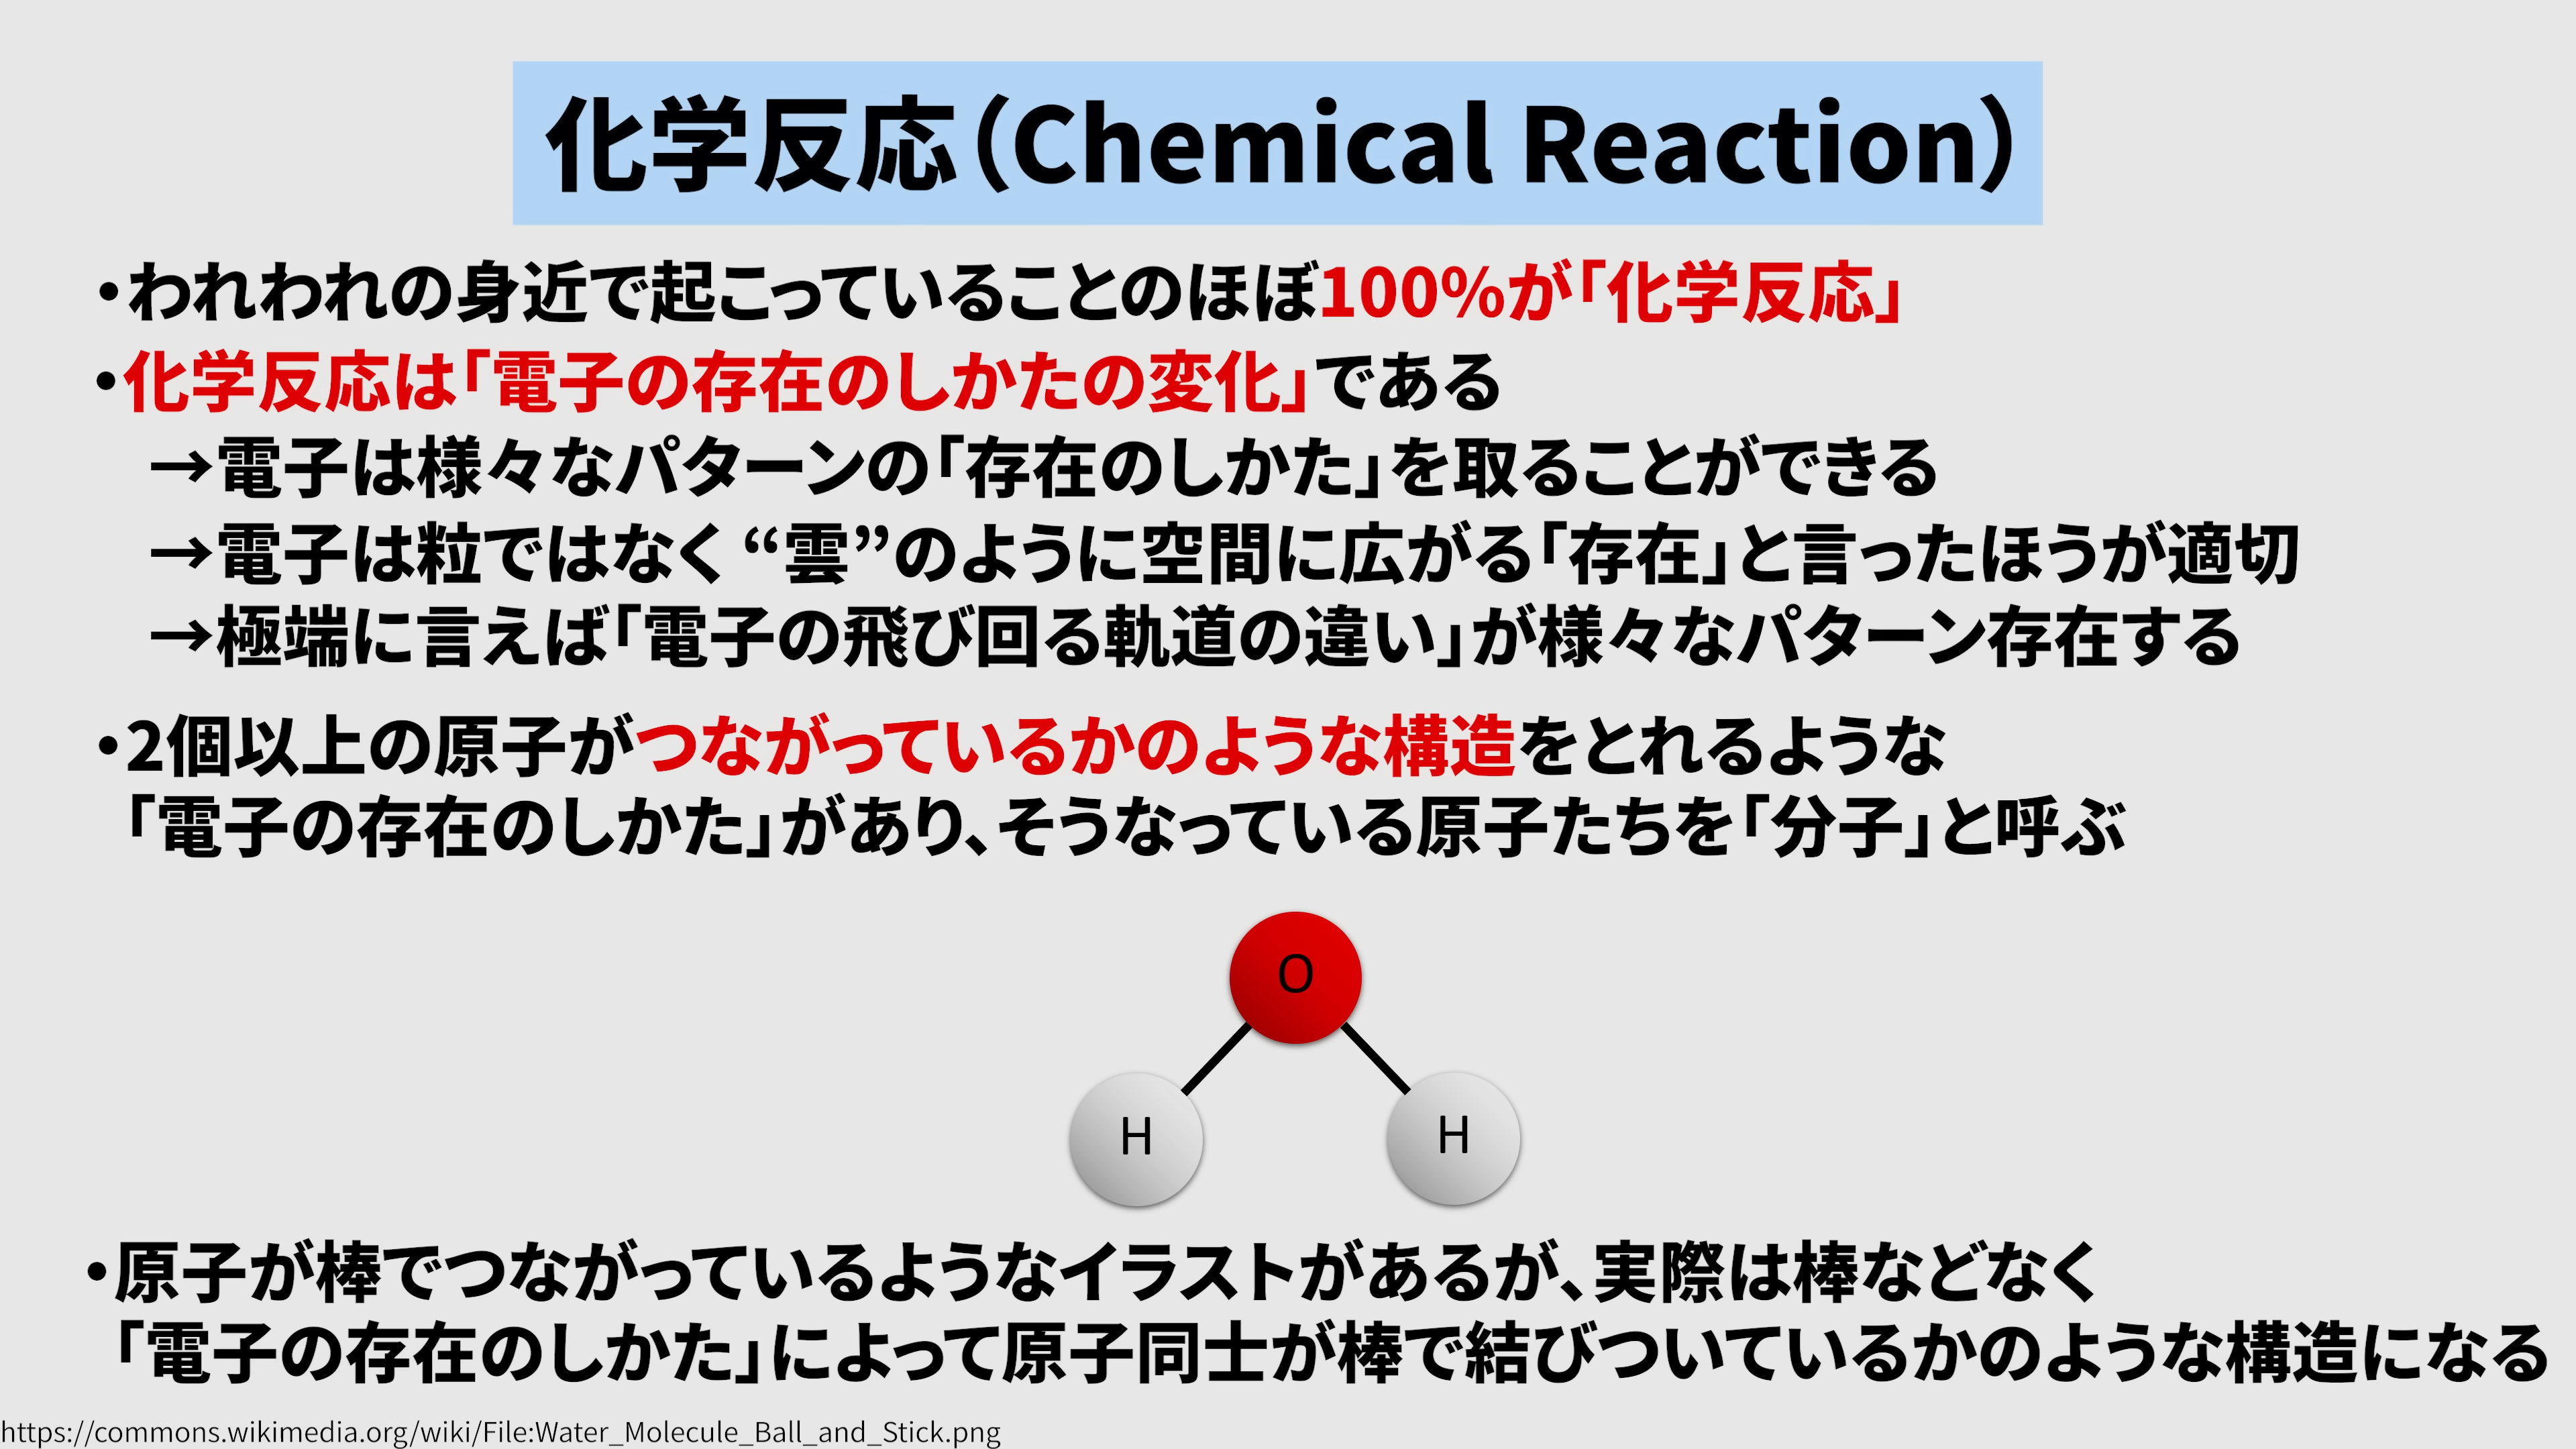 化学反応（Chemical Reaction）
・われわれの身近で起こっていることのほぼ100%が「化学反応」
・化学反応は「電子の存在のしかたの変化」である
→電子は様々なパターンの「存在のしかた」を取ることができる
→電子は粒ではなく “雲”のように空間に広がる「存在」と言ったほうが適切
→極端に言えば「電子の飛び回る軌道の違い」が様々なパターン存在する
・2個以上の原子がつながっているかのような構造をとれるような
「電子の存在のしかた」があり、そうなっている原子たちを「分子」と呼ぶ
O
H
H
・原子が棒でつながっているようなイラストがあるが、実際は棒などなく
「電子の存在のしかた」によって原子同士が棒で結びついているかのような構造になる
https://commons.wikimedia.org/wiki/File:Water_Molecule_Ball_and_Stick.png